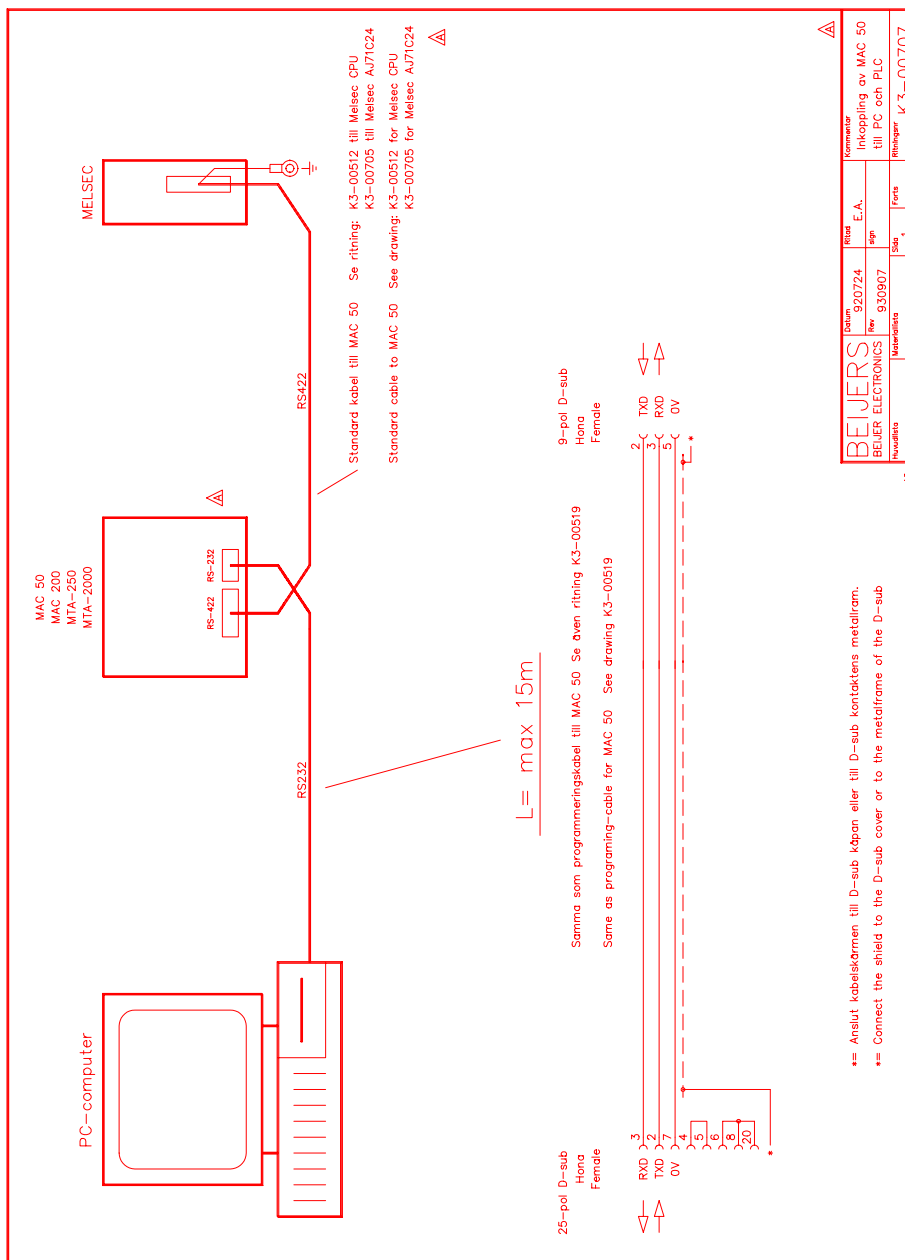 PC-computer
MAC 50
MAC 200
MTA-250
MTA-2000
MELSEC
RS-422
RS-232
A
RS232
RS422
Standard kabel till MAC 50 Se ritning: K3-00512 till Melsec CPU
K3-00705 till Melsec AJ71C24
Standard cable to MAC 50 See drawing: K3-00512 for Melsec CPU
K3-00705 for Melsec AJ71C24
A
L= max 15m
Samma som programmeringskabel till MAC 50 Se även ritning K3-00519
Same as programing-cable for MAC 50 See drawing K3-00519
25-pol D-sub
Hona
Female
9-pol D-sub
Hona
Female
RXD 3
TXD 2
0V 7
4
5
6
8
20
*
2 TXD
3 RXD
5 0V
*
*= Anslut kabelskärmen till D-sub kåpan eller till D-sub kontaktens metallram.
*= Connect the shield to the D-sub cover or to the metalframe of the D-sub
A
BEIJERS
BEIJER ELECTRONICS
Datum
920724
Rev
930907
Ritad
E.A.
sign
Kommentar
Inkoppling av MAC 50
till PC och PLC
Huvudlista
Materiallista
Sida
Forts
Ritningsnr
K3-00707